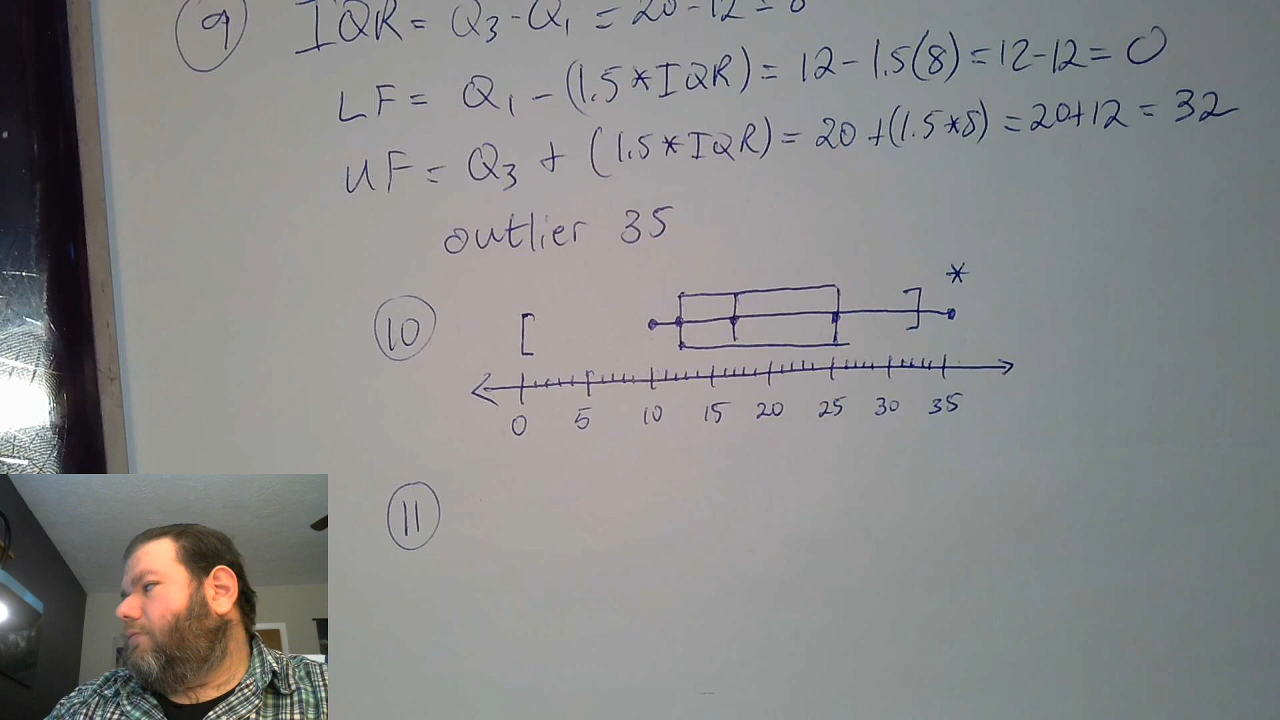 9 IQR = Q3 - Q1 = 20 - 12 = 8
LF = Q1 - (1.5*IQR) = 12 - 1.5(8) = 12 - 12 = 0
UF = Q3 + (1.5*IQR) = 20 + (1.5*8) = 20+12 = 32
outlier 35
10 [ ] *
0 5 10 15 20 25 30 35
11